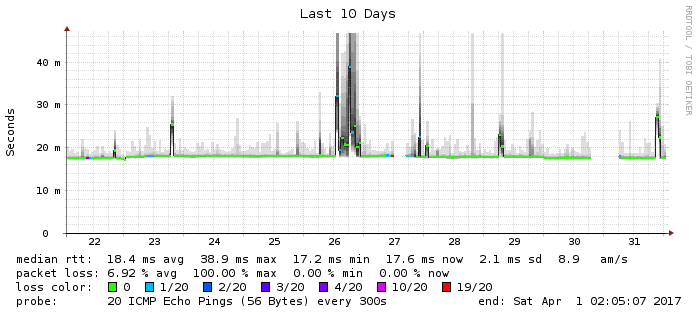 Last 10 Days
RRDTOOL / TOBI OETIKER
Seconds
40 m
30 m
20 m
10 m
0
22 23 24 25 26 27 28 29 30 31
median rtt: 18.4 ms avg 38.9 ms max 17.2 ms min 17.6 ms now 2.1 ms sd 8.9 am/s
packet loss: 6.92 % avg 100.00 % max 0.00 % min 0.00 % now
loss color: 0 1/20 2/20 3/20 4/20 10/20 19/20
probe: 20 ICMP Echo Pings (56 Bytes) every 300s end: Sat Apr 1 02:05:07 2017